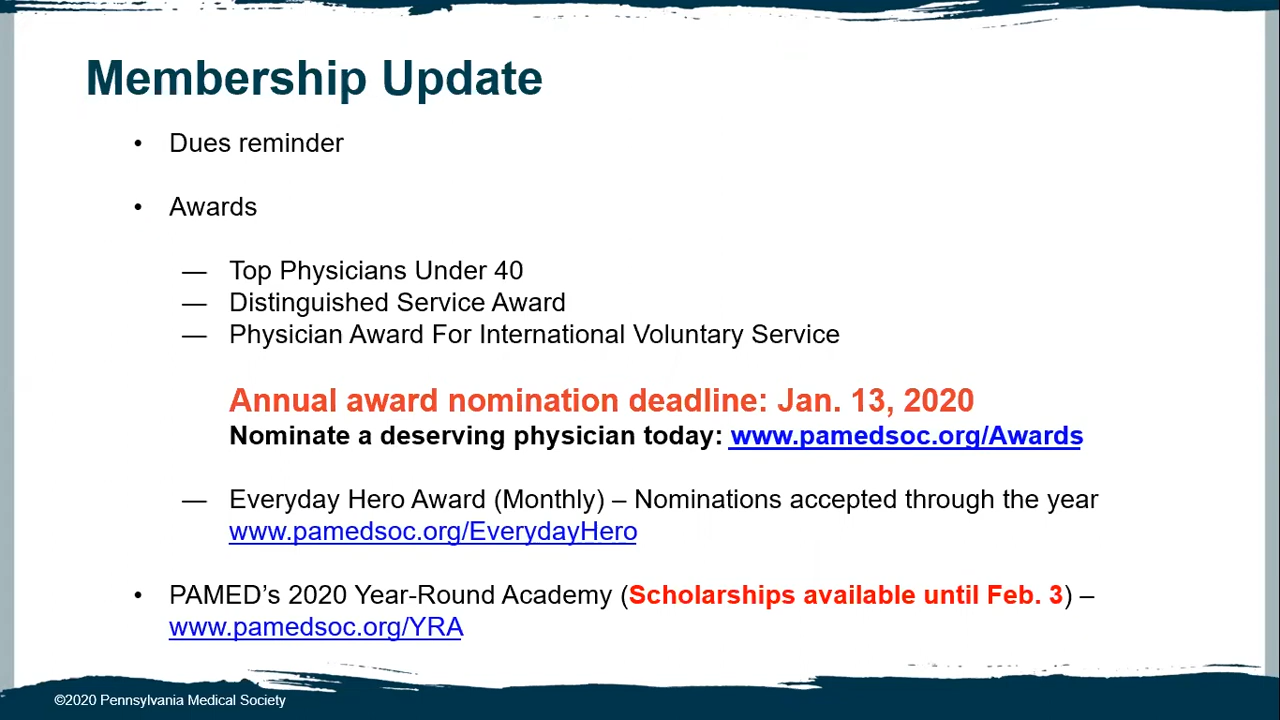 Membership Update
• Dues reminder
• Awards
— Top Physicians Under 40
— Distinguished Service Award
— Physician Award For International Voluntary Service
Annual award nomination deadline: Jan. 13, 2020
Nominate a deserving physician today: www.pamedsoc.org/Awards
— Everyday Hero Award (Monthly) – Nominations accepted through the year
www.pamedsoc.org/EverydayHero
• PAMED’s 2020 Year-Round Academy (Scholarships available until Feb. 3) –
www.pamedsoc.org/YRA
©2020 Pennsylvania Medical Society